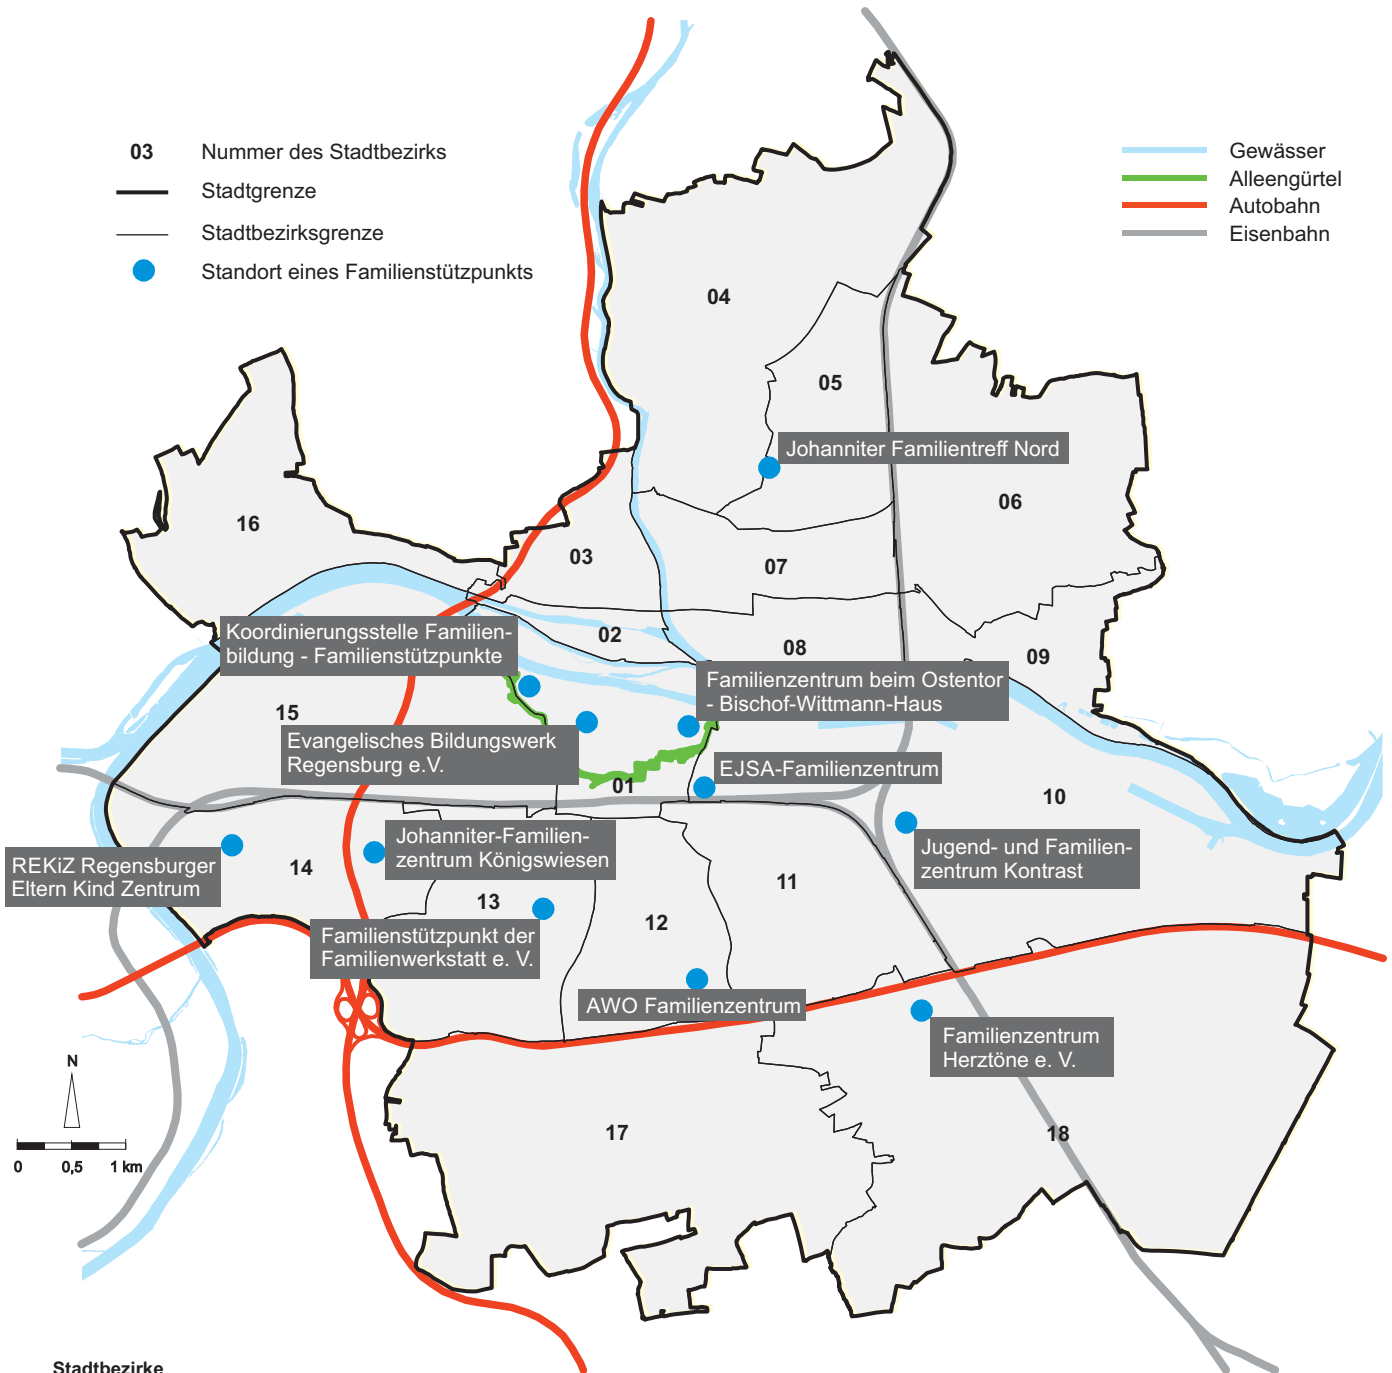 03 Nummer des Stadtbezirks
Stadtgrenze
Stadtbezirksgrenze
Standort eines Familienstützpunkts
Gewässer
Alleengürtel
Autobahn
Eisenbahn
04
05
Johanniter Familientreff Nord
06
16
03
07
02
08
09
Koordinierungsstelle Familien-
bildung - Familienstützpunkte
Familienzentrum beim Ostentor
- Bischof-Wittmann-Haus
15
Evangelisches Bildungswerk
Regensburg e.V.
01
EJSA-Familienzentrum
10
Johanniter-Familien-
zentrum Königswiesen
Jugend- und Familien-
zentrum Kontrast
REKiZ Regensburger
Eltern Kind Zentrum
14
11
13
12
Familienstützpunkt der
Familienwerkstatt e. V.
AWO Familienzentrum
Familienzentrum
Herztöne e. V.
N
0 0,5 1 km
17
18
Stadtbezirke